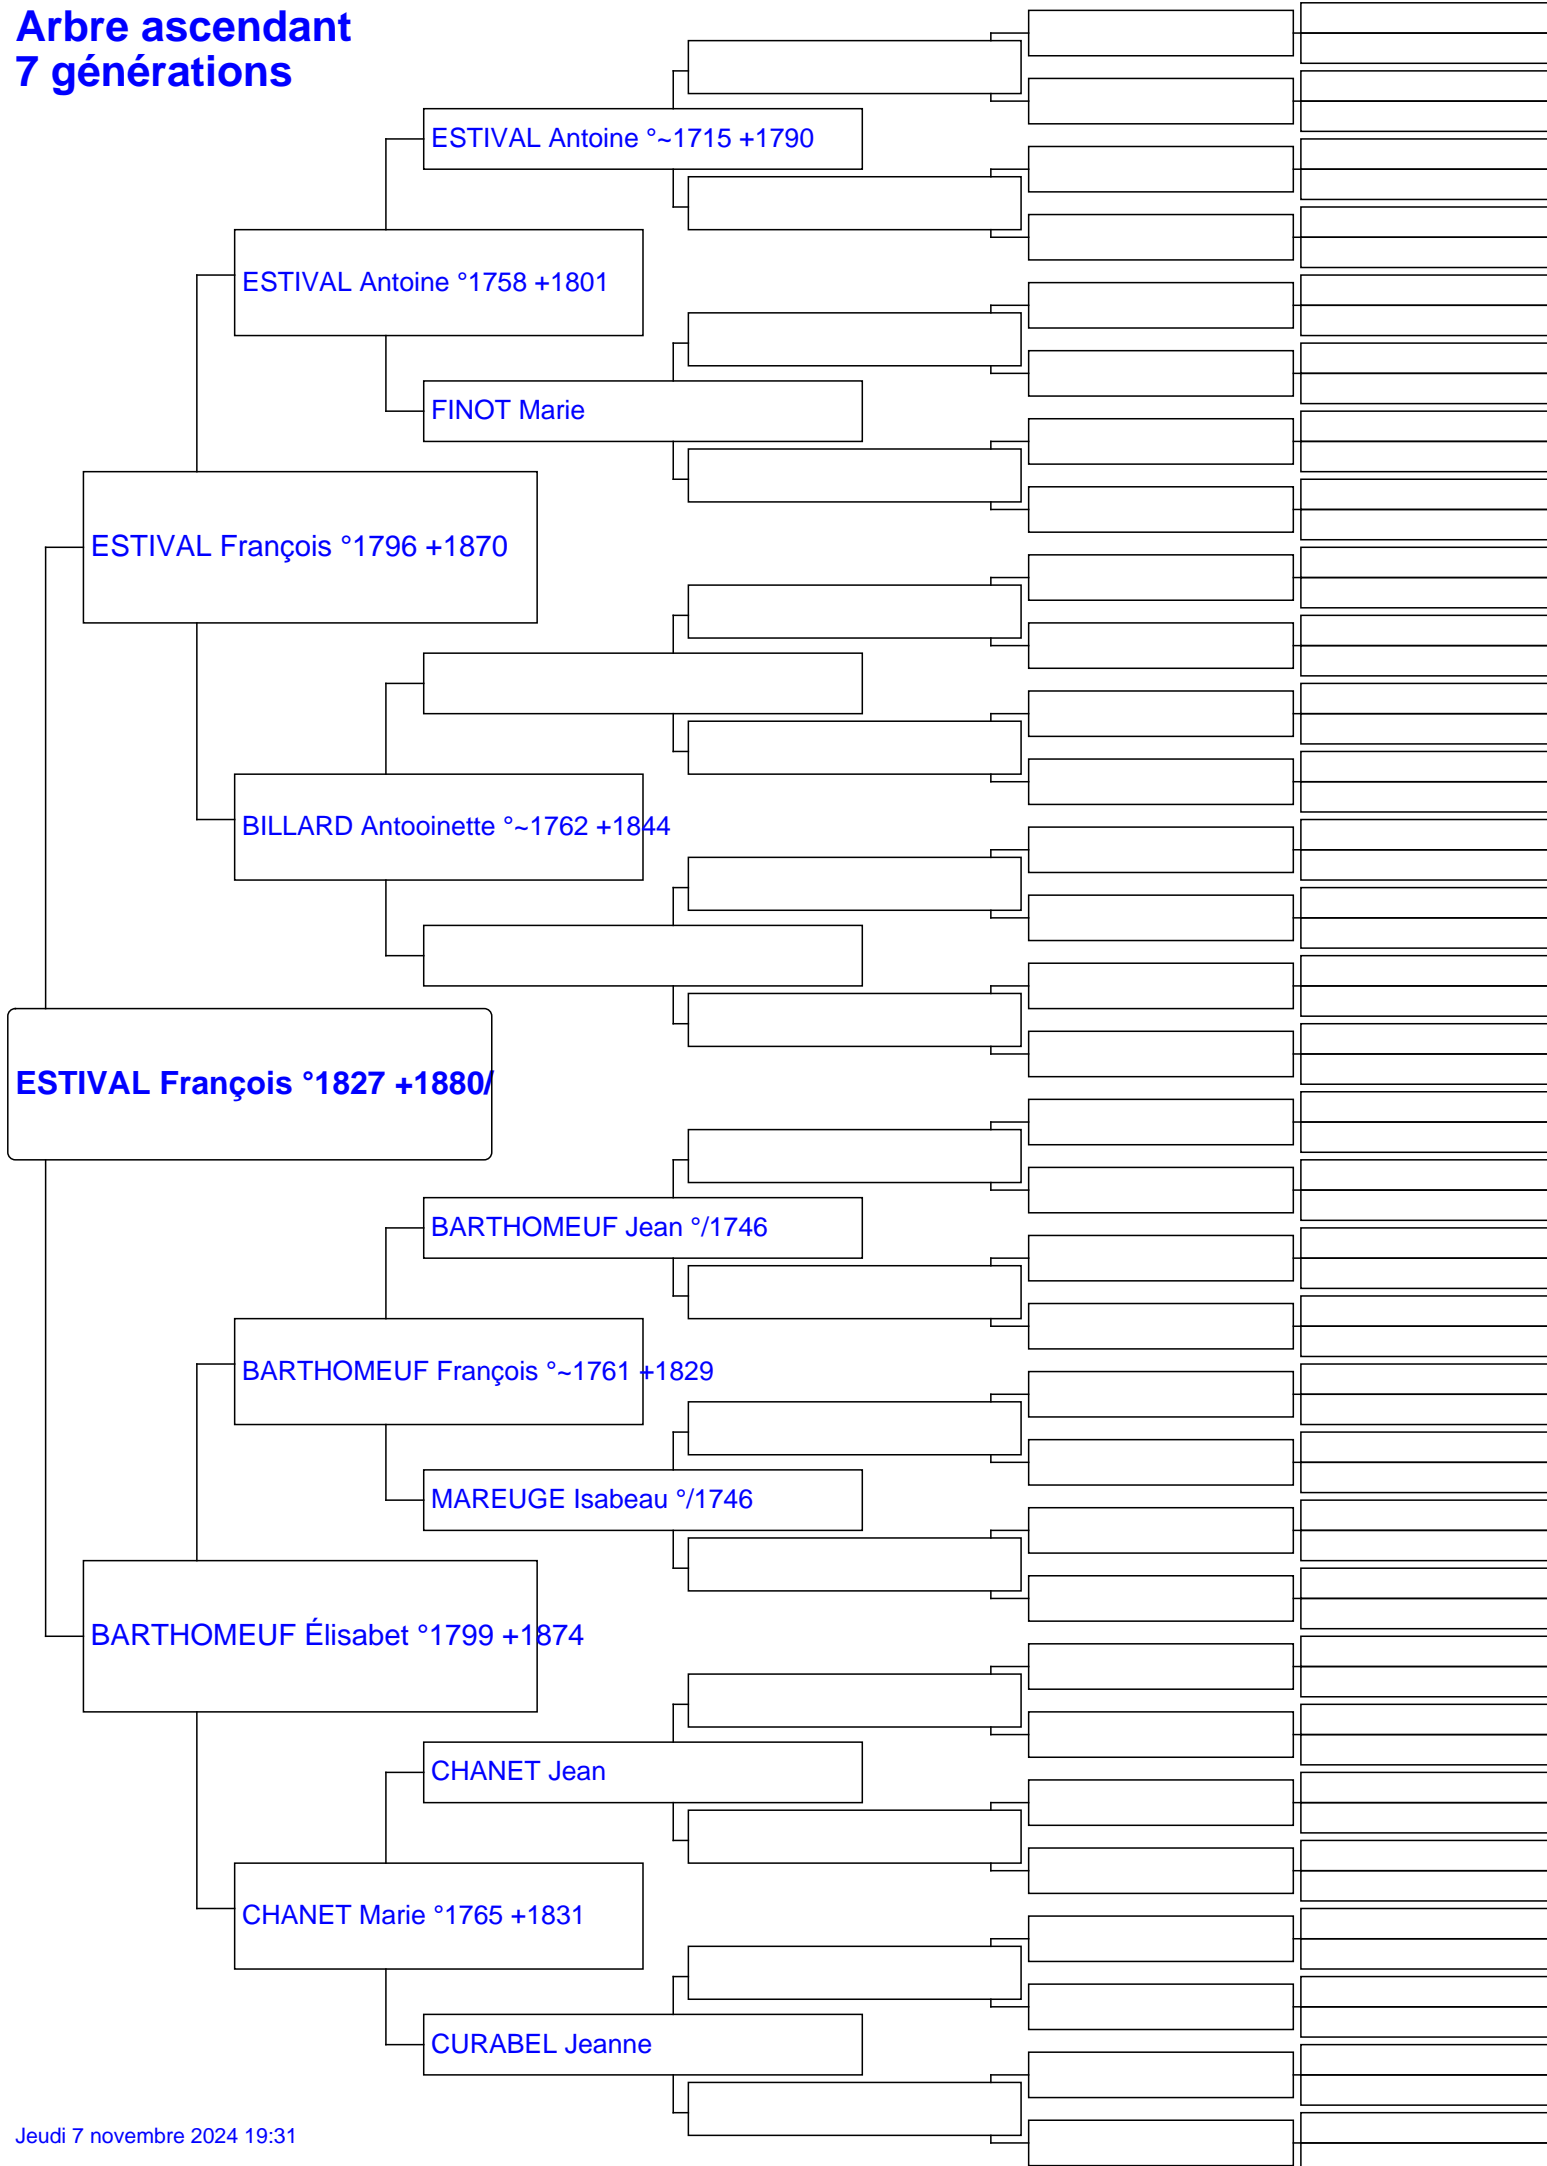 Arbre ascendant
7 générations
ESTIVAL Antoine °~1715 +1790
ESTIVAL Antoine °1758 +1801
FINOT Marie
ESTIVAL François °1796 +1870
BILLARD Antooinette °~1762 +1844
ESTIVAL François °1827 +1880/
BARTHOMEUF Jean °/1746
BARTHOMEUF François °~1761 +1829
MAREUGE Isabeau °/1746
BARTHOMEUF Élisabet °1799 +1874
CHANET Jean
CHANET Marie °1765 +1831
CURABEL Jeanne
Jeudi 7 novembre 2024 19:31